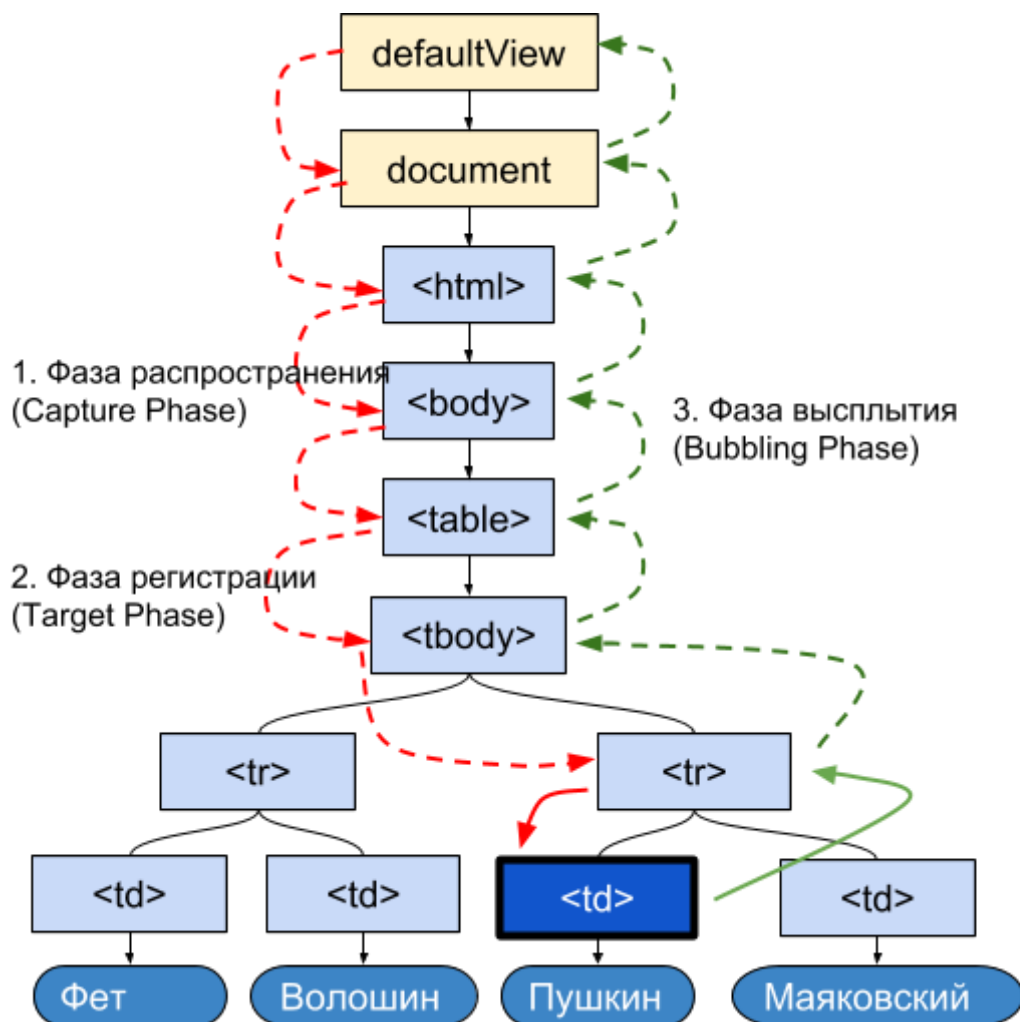 defaultView
document
<html>
1. Фаза распространения
(Capture Phase)
<body>
3. Фаза высплытия
(Bubbling Phase)
<table>
2. Фаза регистрации
(Target Phase)
<tbody>
<tr>
<tr>
<td>
<td>
<td>
<td>
Фет
Волошин
Пушкин
Маяковский